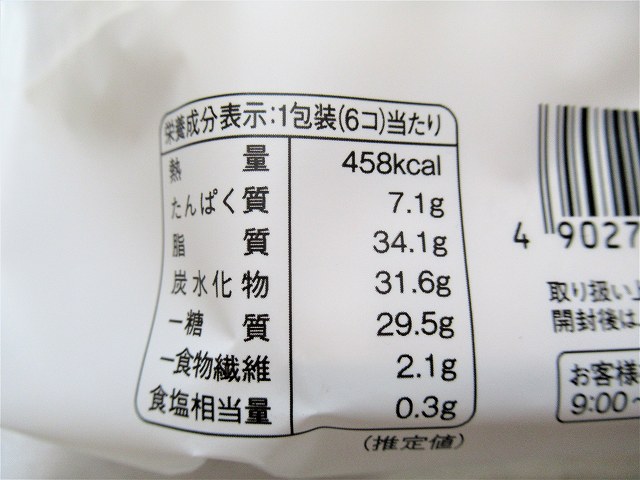 栄養成分表示:1包装(6コ)当たり
熱量 458kcal
たんぱく質 7.1g
脂質 34.1g
炭水化物 31.6g
−糖質 29.5g
−食物繊維 2.1g
食塩相当量 0.3g
(推定値)
4 9027
取り扱い上
開封後は
お客様
9:00~